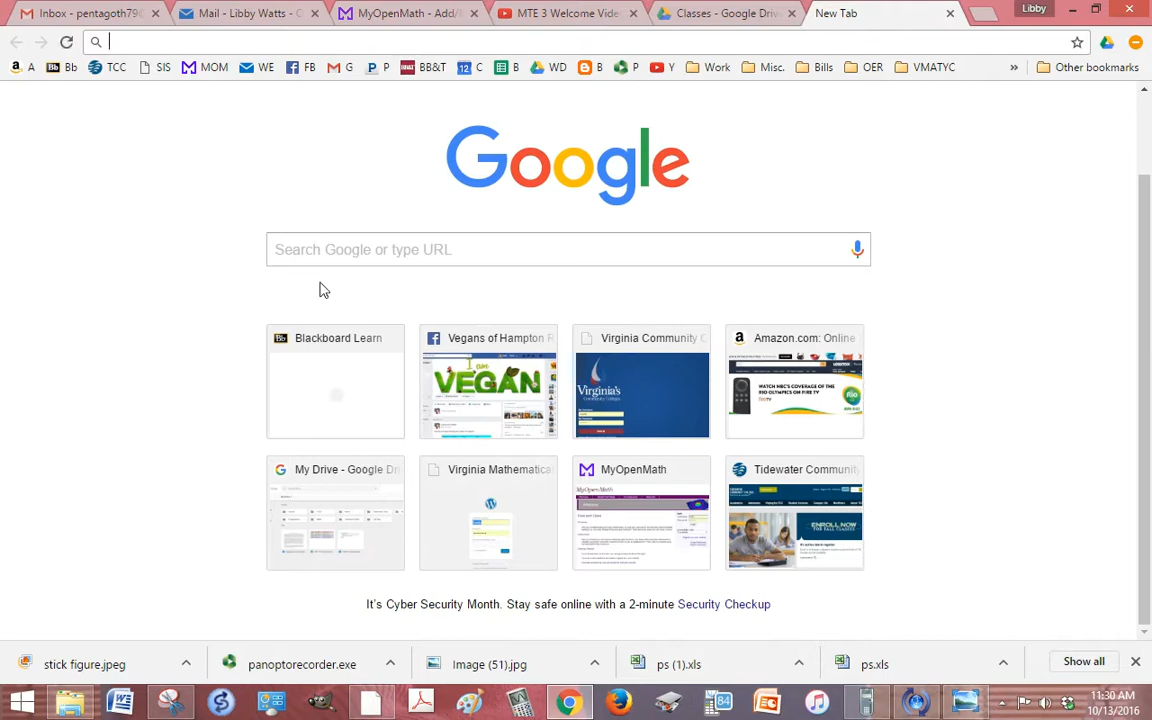 Inbox - pentagoth790
Mail - Libby Watts - O
MyOpenMath - Add/
MTE 3 Welcome Vide
Classes - Google Driv
New Tab
Libby
A
Bb
TCC
SIS
MOM
WE
FB
G
P
BB&T
C
B
WD
B
P
Y
Work
Misc.
Bills
OER
VMATYC
»
Other bookmarks
Google
Search Google or type URL
Blackboard Learn
Vegans of Hampton R
Virginia Community C
Amazon.com: Online
VEGAN
Virginia's
WATCH NBC'S COVERAGE OF THE
RIO OLYMPICS ON FIRE TV
Rio
My Drive - Google Dri
Virginia Mathematica
MyOpenMath
Tidewater Community
ENROLL NOW
It's Cyber Security Month. Stay safe online with a 2-minute Security Checkup
stick figure.jpeg
panoptorecorder.exe
Image (51).jpg
ps (1).xls
ps.xls
Show all
84
11:30 AM
10/13/2016